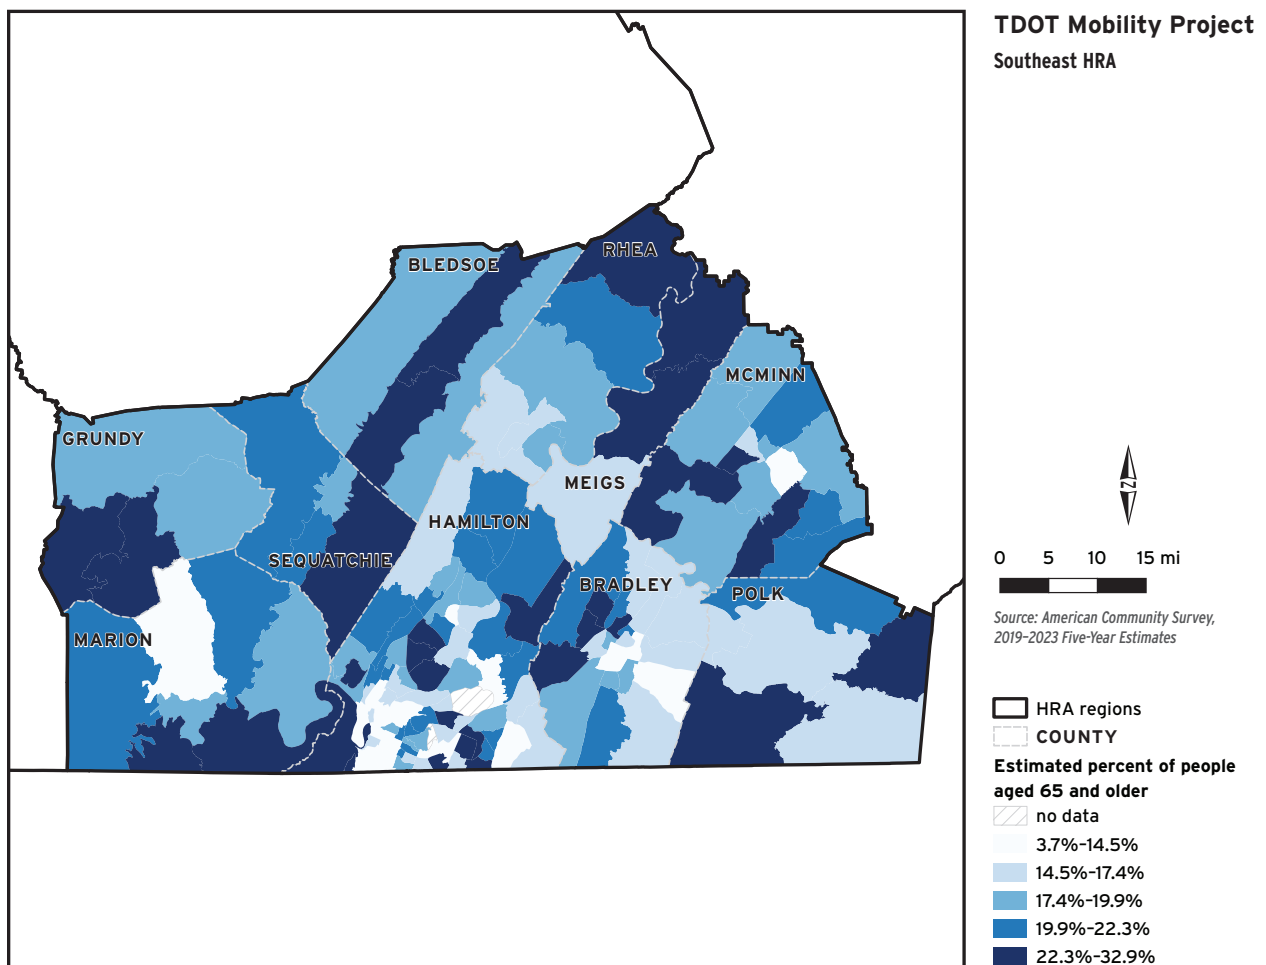 TDOT Mobility Project
Southeast HRA
RHEA
BLEDSOE
MCMINN
GRUNDY
MEIGS
HAMILTON
SEQUATCHIE
BRADLEY
POLK
MARION
N
0 5 10 15 mi
Source: American Community Survey,
2019–2023 Five-Year Estimates
HRA regions
COUNTY
Estimated percent of people
aged 65 and older
no data
3.7%–14.5%
14.5%–17.4%
17.4%–19.9%
19.9%–22.3%
22.3%–32.9%